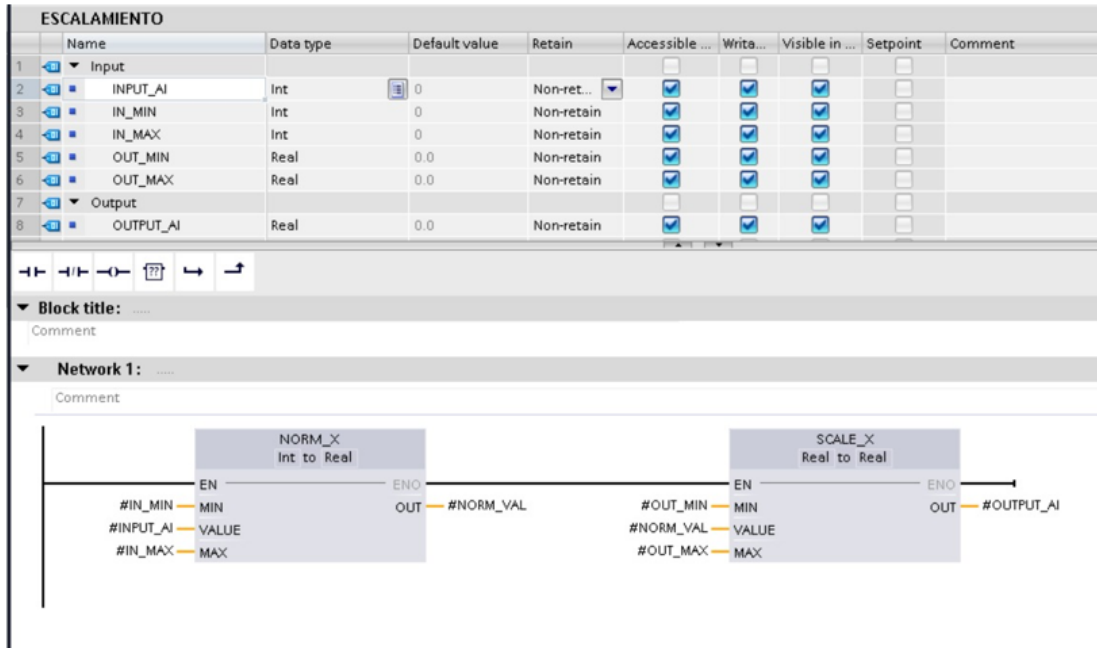 ESCALAMIENTO
Name Data type Default value Retain Accessible ... Writa... Visible in ... Setpoint Comment
1 Input
2 INPUT_AI Int 0 Non-ret...
3 IN_MIN Int 0 Non-retain
4 IN_MAX Int 0 Non-retain
5 OUT_MIN Real 0.0 Non-retain
6 OUT_MAX Real 0.0 Non-retain
7 Output
8 OUTPUT_AI Real 0.0 Non-retain
??
Block title: .....
Comment
Network 1: .....
Comment
NORM_X SCALE_X
Int to Real Real to Real
EN ENO EN ENO
#IN_MIN MIN OUT #NORM_VAL #OUT_MIN MIN OUT #OUTPUT_AI
#INPUT_AI VALUE #NORM_VAL VALUE
#IN_MAX MAX #OUT_MAX MAX